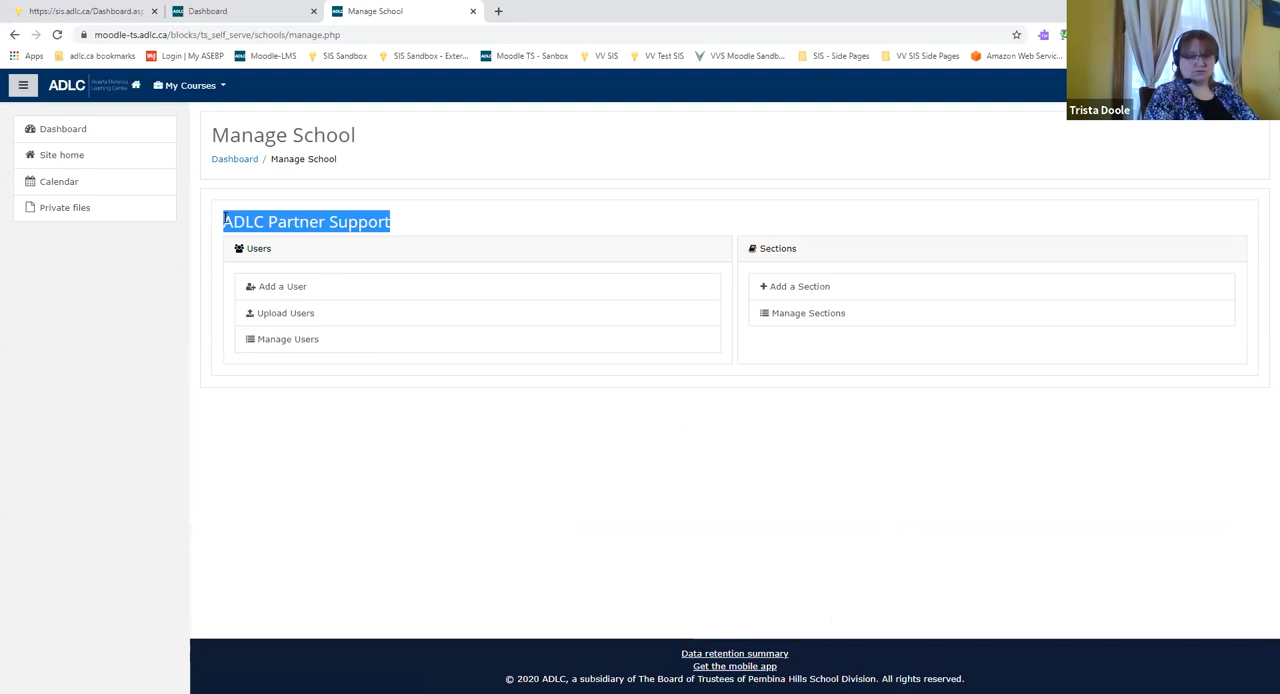 https://sis.adlc.ca/Dashboard.asp
Dashboard
Manage School
moodle-ts.adlc.ca/blocks/ts_self_serve/schools/manage.php
Apps
adlc.ca bookmarks
Login | My ASEBP
Moodle-LMS
SIS Sandbox
SIS Sandbox - Exter...
Moodle TS - Sanbox
VV SIS
VV Test SIS
VVS Moodle Sandb...
SIS - Side Pages
VV SIS Side Pages
Amazon Web Servic...
Trista Doole
ADLC
Alberta Distance
Learning Centre
My Courses
Dashboard
Site home
Calendar
Private files
Manage School
Dashboard / Manage School
ADLC Partner Support
Users
Add a User
Upload Users
Manage Users
Sections
Add a Section
Manage Sections
Data retention summary
Get the mobile app
© 2020 ADLC, a subsidiary of The Board of Trustees of Pembina Hills School Division. All rights reserved.